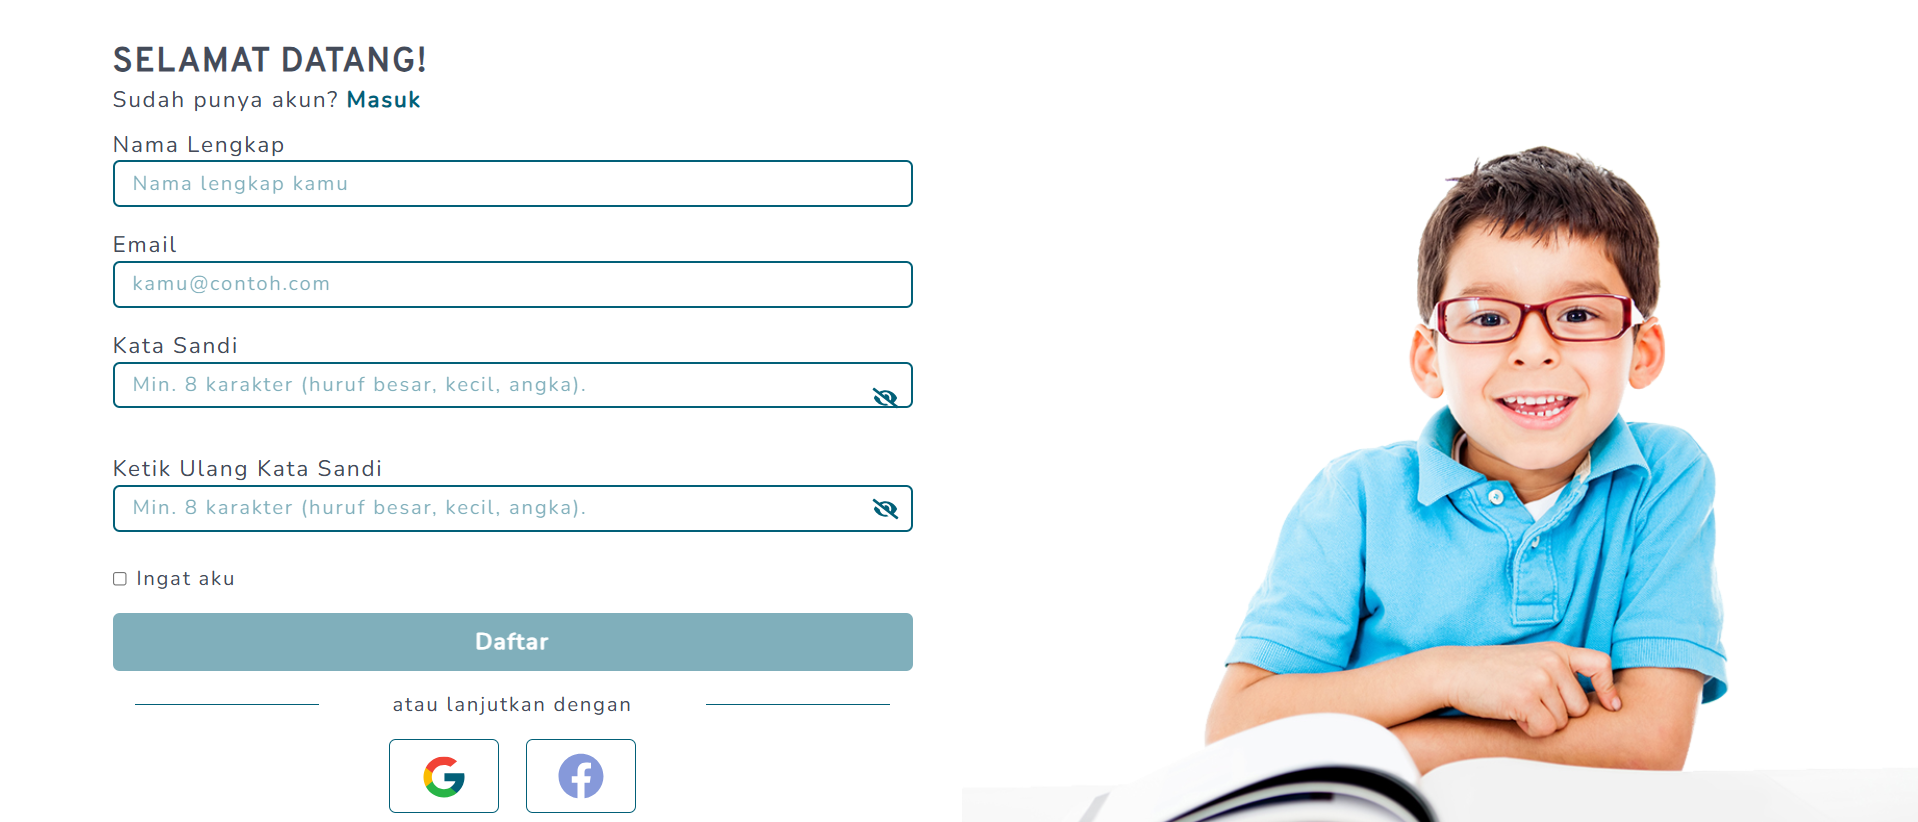 SELAMAT DATANG!
Sudah punya akun? Masuk
Nama Lengkap
Nama lengkap kamu
Email
kamu@contoh.com
Kata Sandi
Min. 8 karakter (huruf besar, kecil, angka).
Ketik Ulang Kata Sandi
Min. 8 karakter (huruf besar, kecil, angka).
Ingat aku
Daftar
atau lanjutkan dengan